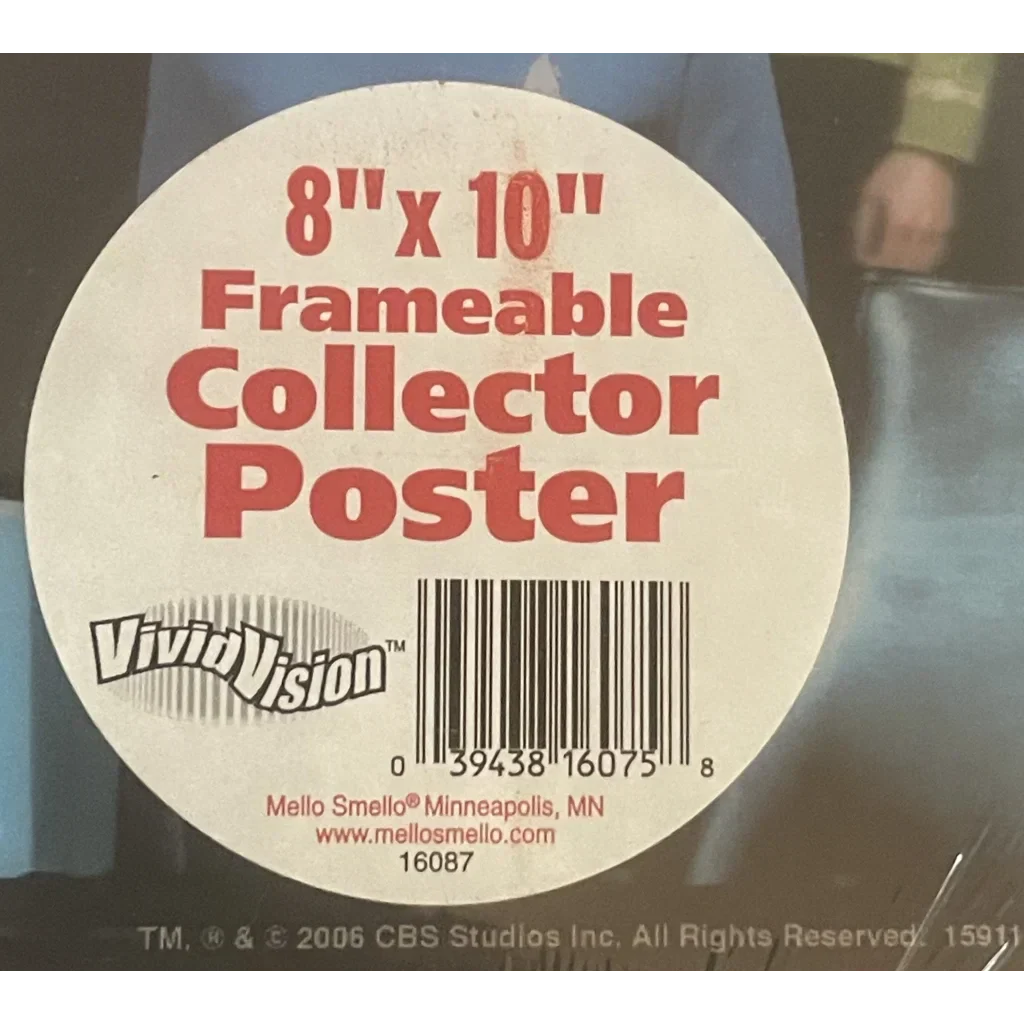 8" x 10"
Frameable
Collector
Poster
VividVision™
0 39438 16075 8
Mello Smello® Minneapolis, MN
www.mellosmello.com
16087
TM, ® & © 2006 CBS Studios Inc. All Rights Reserved. 15911